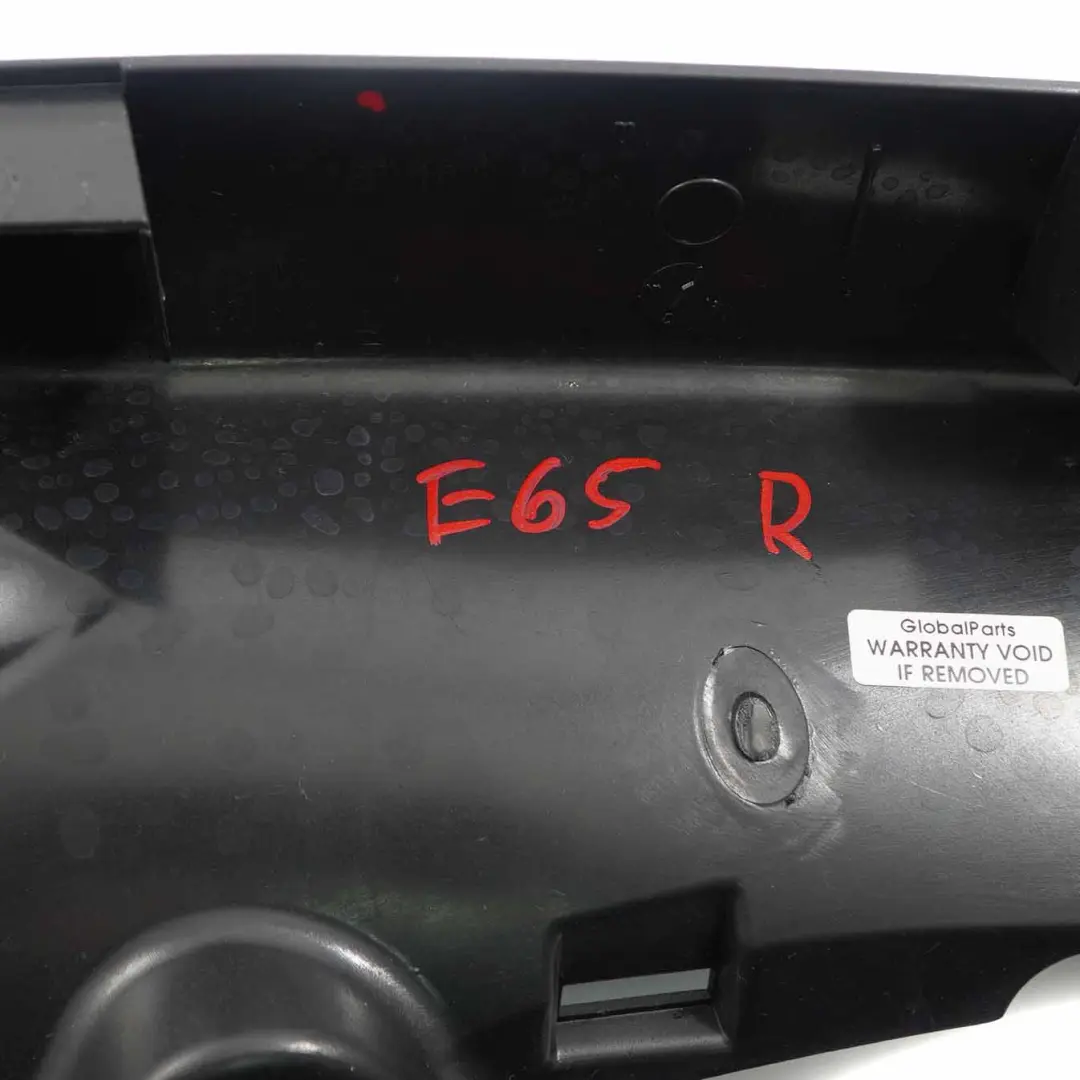 E65 R
GlobalParts
WARRANTY VOID
IF REMOVED